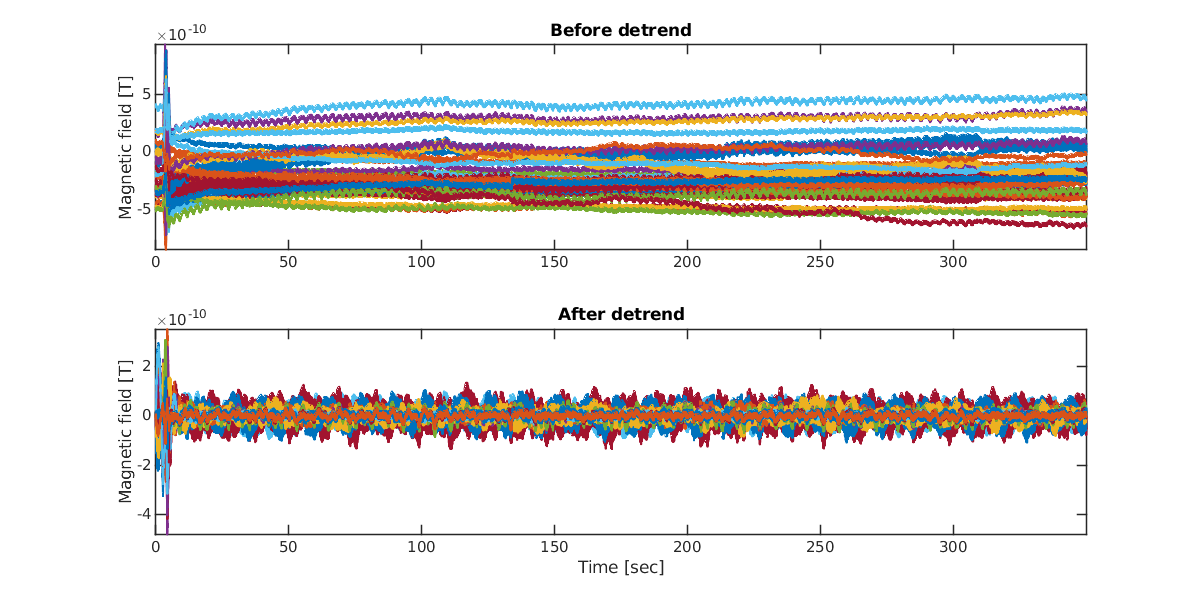 Before detrend
×10⁻¹⁰
Magnetic field [T]
5
0
-5
0 50 100 150 200 250 300
After detrend
×10⁻¹⁰
Magnetic field [T]
2
0
-2
-4
0 50 100 150 200 250 300
Time [sec]